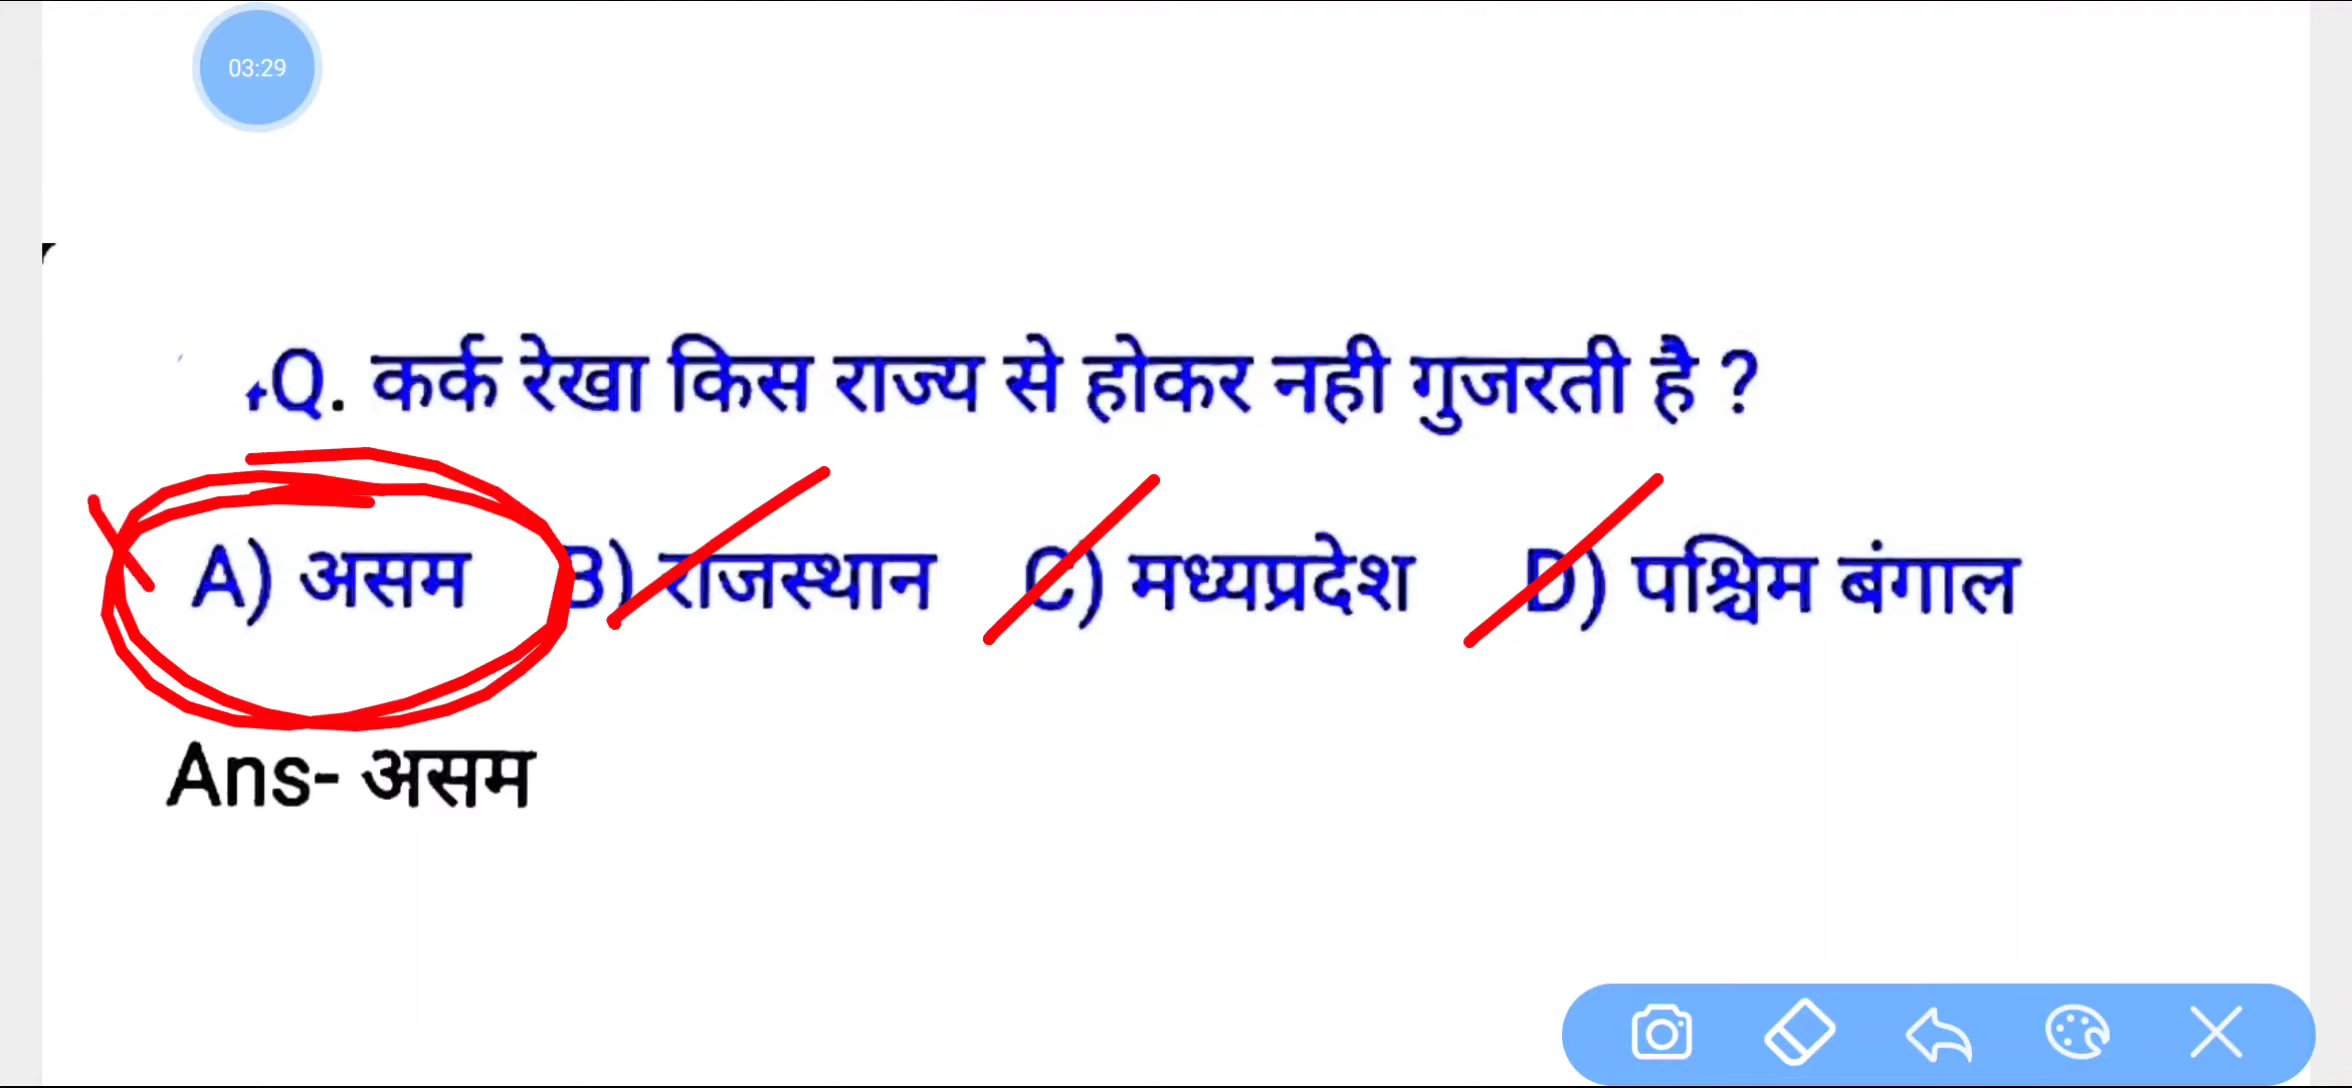 03:29
Q. कर्क रेखा किस राज्य से होकर नही गुजरती है ?
A) असम B) राजस्थान C) मध्यप्रदेश D) पश्चिम बंगाल
Ans- असम